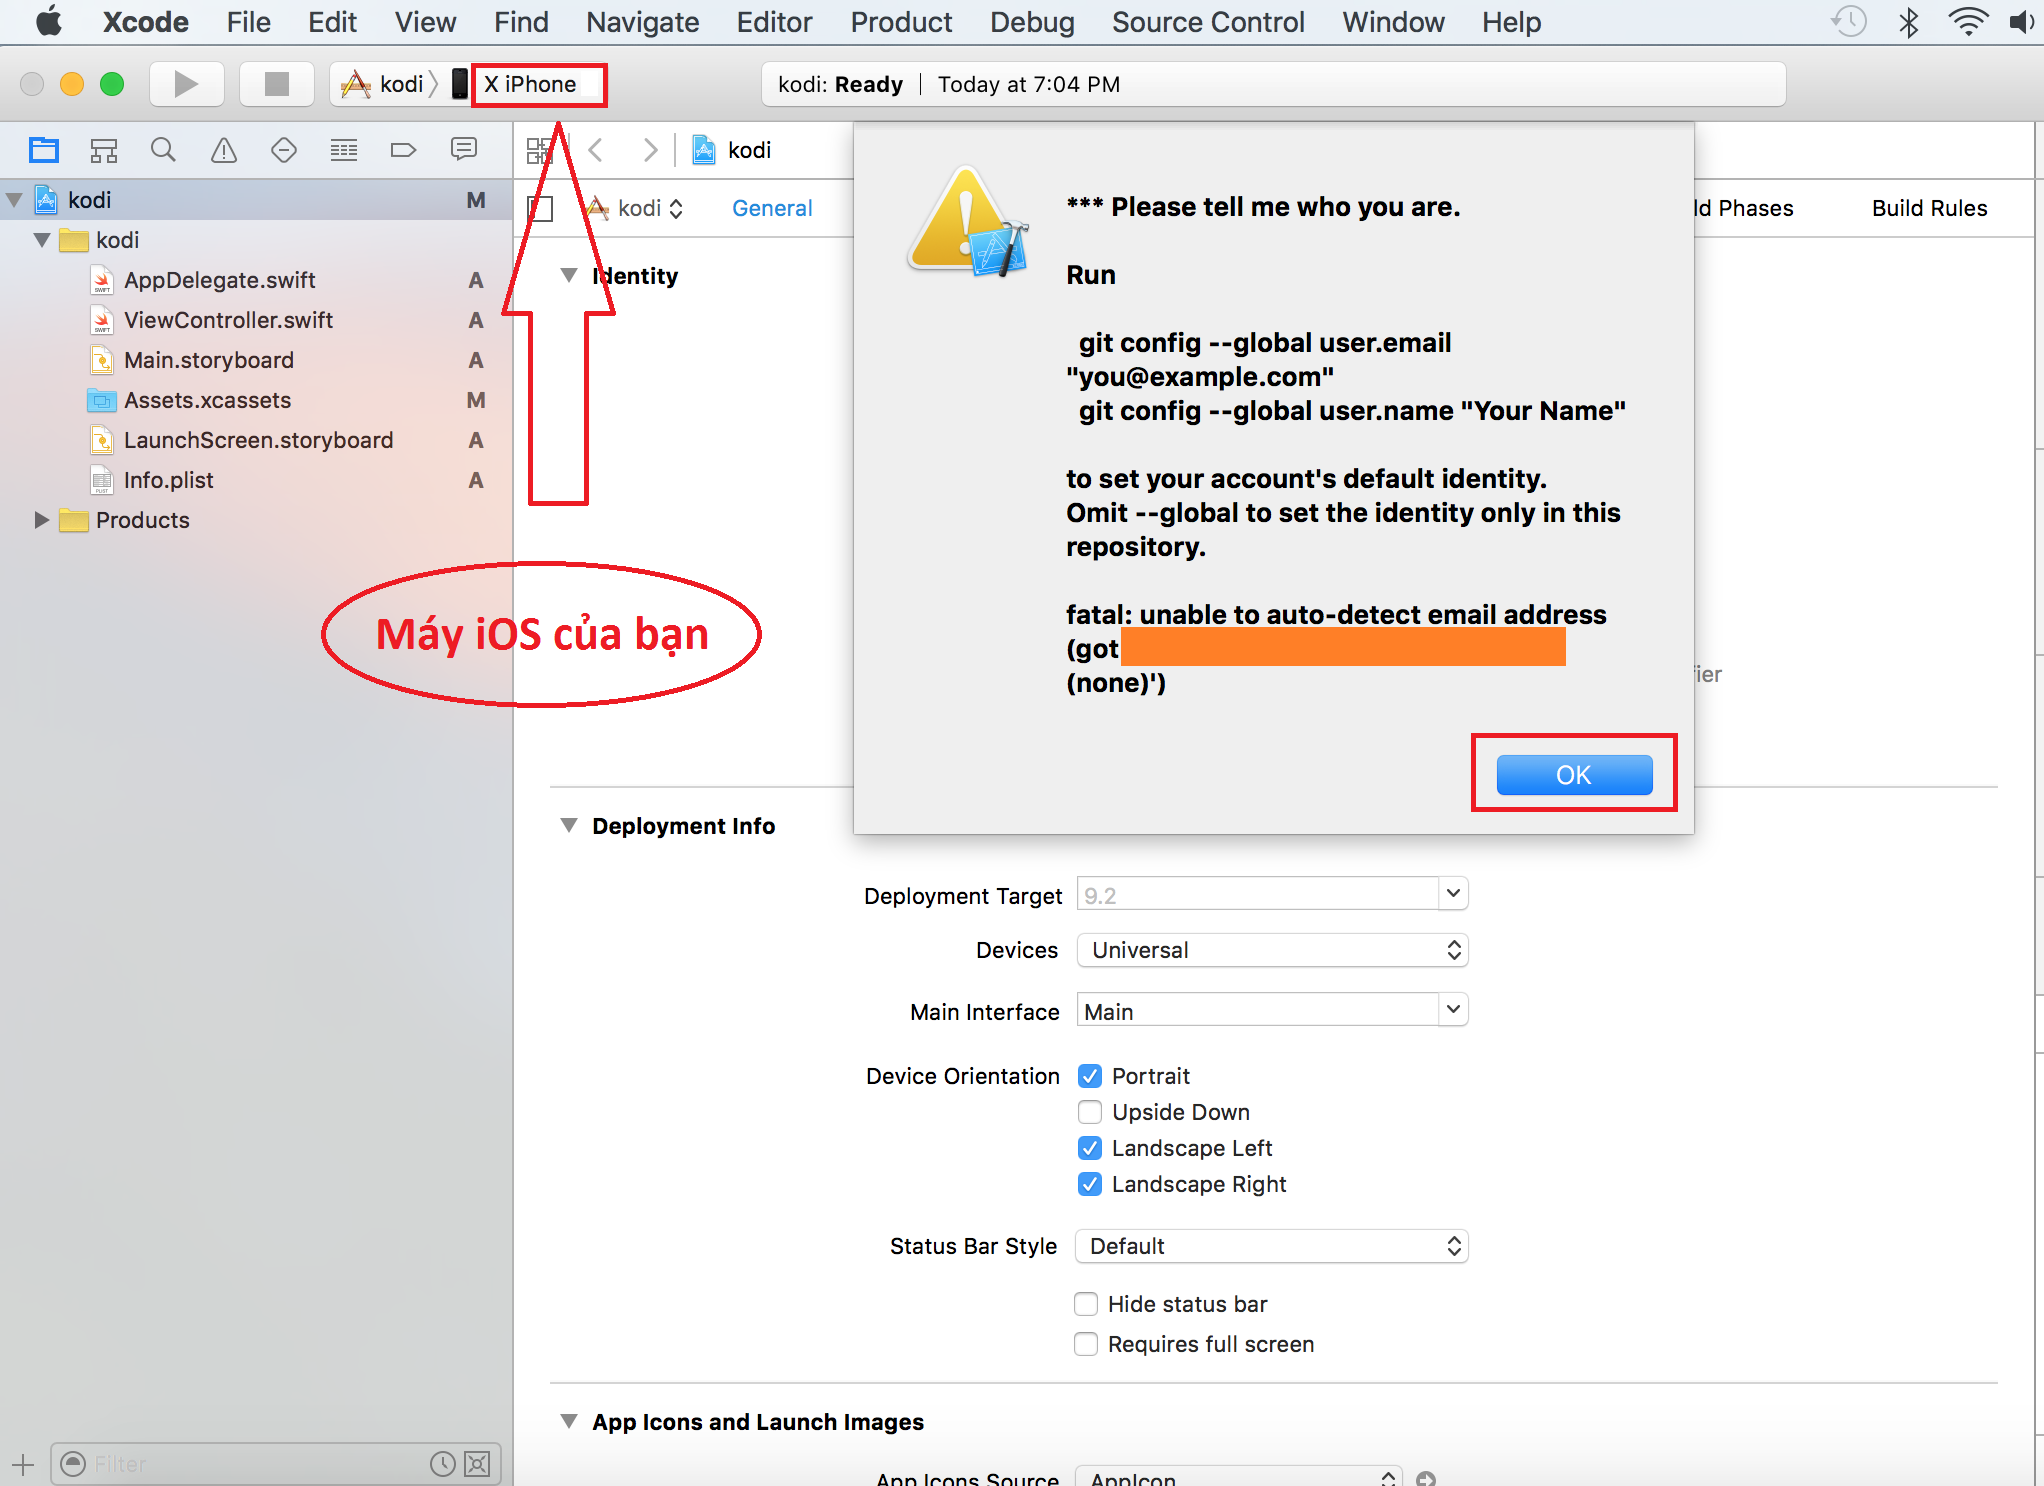 Xcode File Edit View Find Navigate Editor Product Debug Source Control Window Help
kodi X iPhone
kodi: Ready Today at 7:04 PM
kodi
kodi M
kodi
AppDelegate.swift A
ViewController.swift A
Main.storyboard A
Assets.xcassets M
LaunchScreen.storyboard A
Info.plist A
Products
Filter
kodi General
ld Phases Build Rules
Identity
Máy iOS của bạn
*** Please tell me who you are.
Run
git config --global user.email
"you@example.com"
git config --global user.name "Your Name"
to set your account's default identity.
Omit --global to set the identity only in this
repository.
fatal: unable to auto-detect email address
(got
(none)')
OK
fier
Deployment Info
Deployment Target 9.2
Devices Universal
Main Interface Main
Device Orientation Portrait
Upside Down
Landscape Left
Landscape Right
Status Bar Style Default
Hide status bar
Requires full screen
App Icons and Launch Images
App Icons Source AppIcon